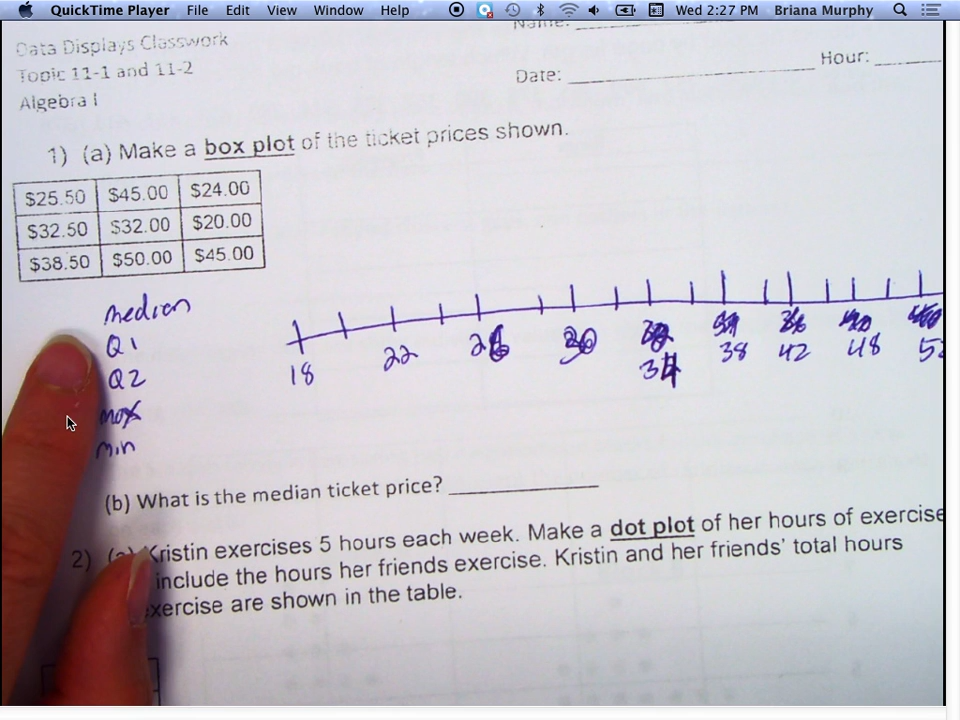 QuickTime Player File Edit View Window Help Wed 2:27 PM Briana Murphy
Data Displays Classwork
Topic 11-1 and 11-2
Algebra I
Name:
Date: Hour:
1) (a) Make a box plot of the ticket prices shown.
$25.50 $45.00 $24.00
$32.50 $32.00 $20.00
$38.50 $50.00 $45.00
median
Q1
Q2
max
min
18 22 26 30 34 38 42 48
(b) What is the median ticket price?
2) Kristin exercises 5 hours each week. Make a dot plot of her hours of exercise
include the hours her friends exercise. Kristin and her friends' total hours
exercise are shown in the table.